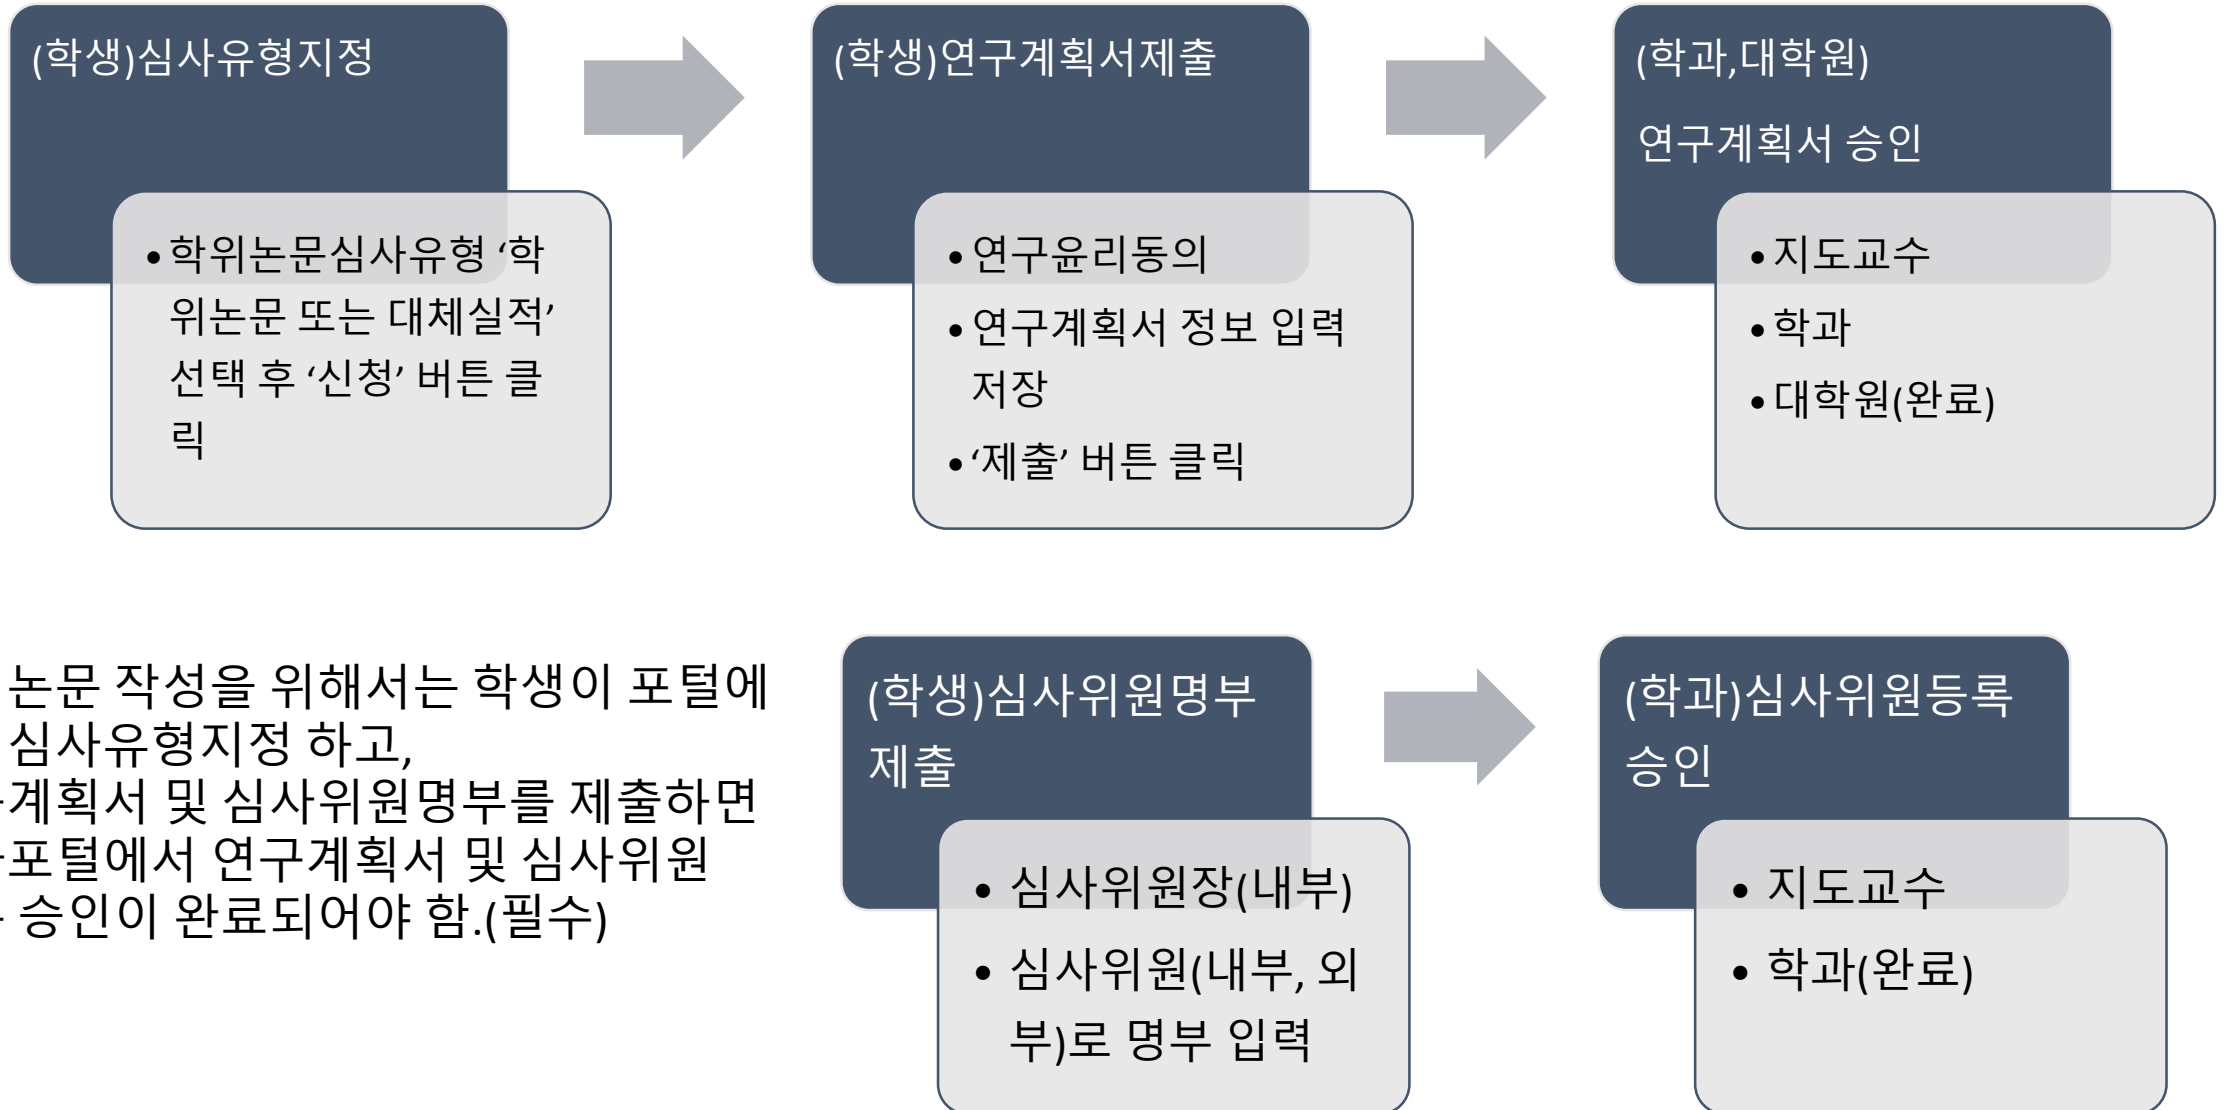 (학생)심사유형지정
• 학위논문심사유형 ‘학
위논문 또는 대체실적’
선택 후 ‘신청’ 버튼 클
릭
(학생)연구계획서제출
• 연구윤리동의
• 연구계획서 정보 입력
저장
• ‘제출’ 버튼 클릭
(학과,대학원)
연구계획서 승인
• 지도교수
• 학과
• 대학원(완료)
논문 작성을 위해서는 학생이 포털에
심사유형지정 하고,
계획서 및 심사위원명부를 제출하면
포털에서 연구계획서 및 심사위원
승인이 완료되어야 함.(필수)
(학생)심사위원명부
제출
• 심사위원장(내부)
• 심사위원(내부, 외
부)로 명부 입력
(학과)심사위원등록
승인
• 지도교수
• 학과(완료)